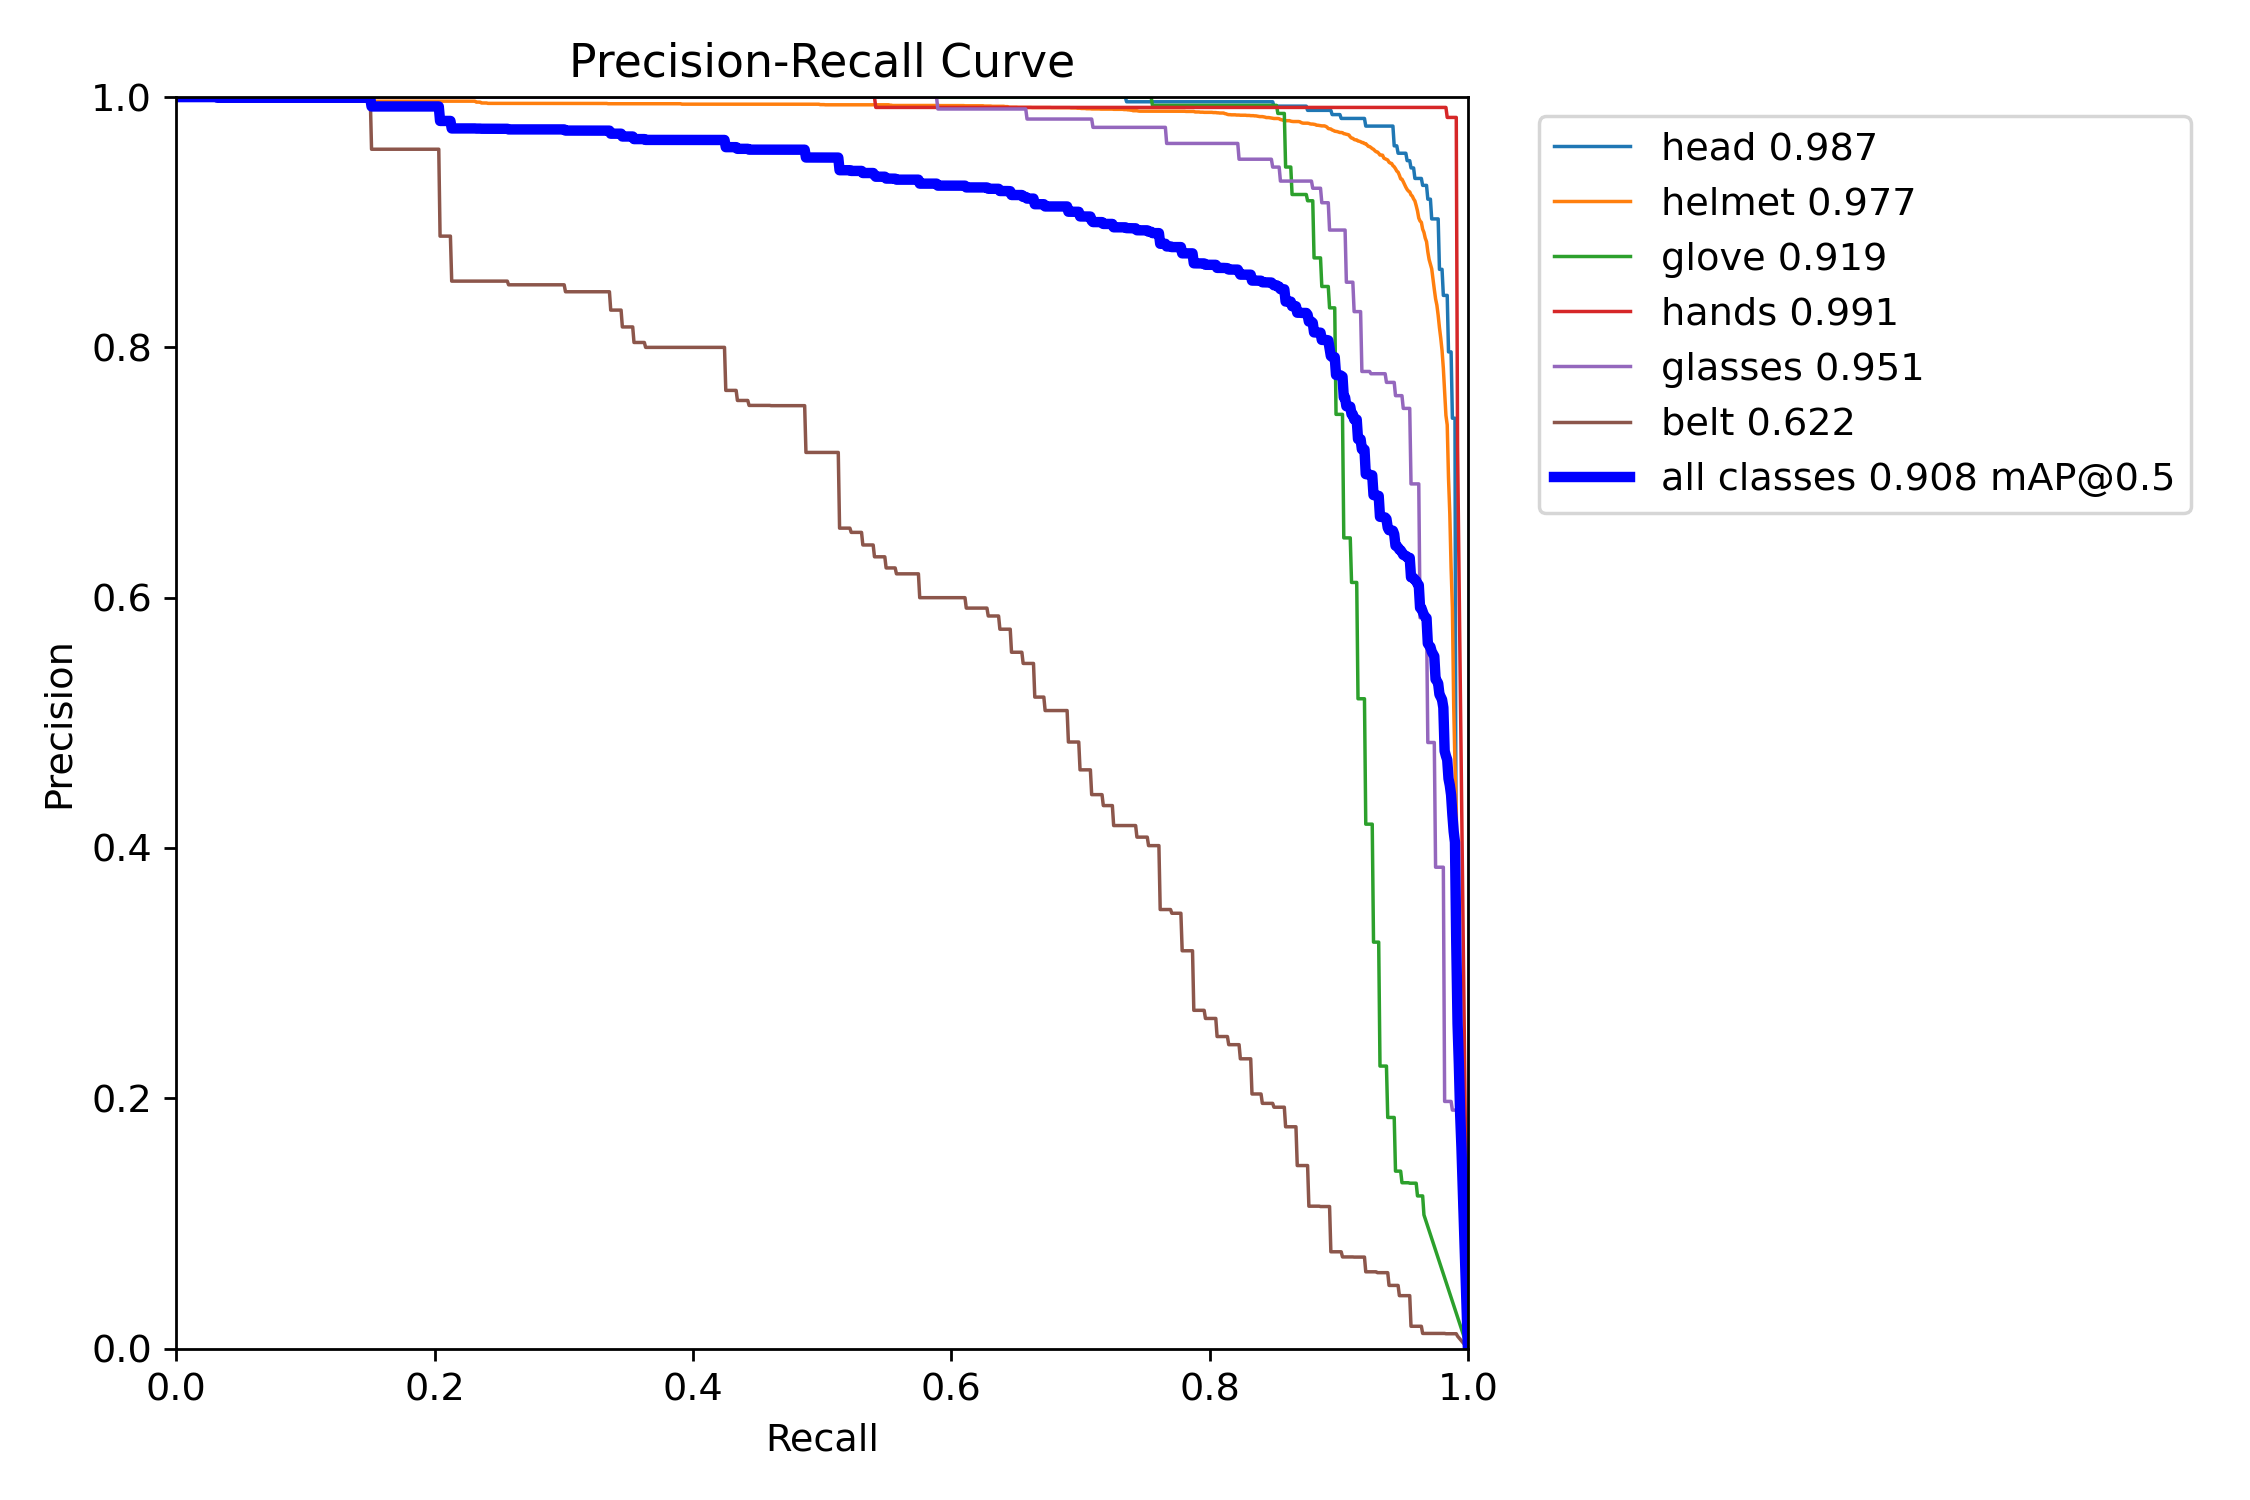 Precision-Recall Curve
1.0
0.8
0.6
0.4
0.2
0.0
Precision
0.0 0.2 0.4 0.6 0.8 1.0
Recall
head 0.987
helmet 0.977
glove 0.919
hands 0.991
glasses 0.951
belt 0.622
all classes 0.908 mAP@0.5